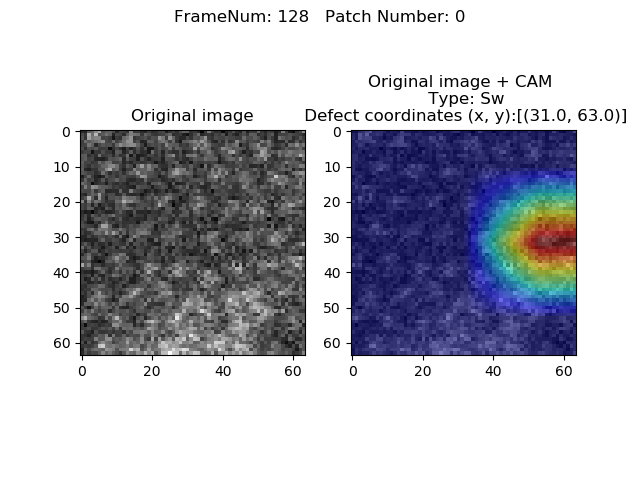 FrameNum: 128   Patch Number: 0
Original image
Original image + CAM
Type: Sw
Defect coordinates (x, y):[(31.0, 63.0)]
0
10
20
30
40
50
60
0 20 40 60
0
10
20
30
40
50
60
0 20 40 60